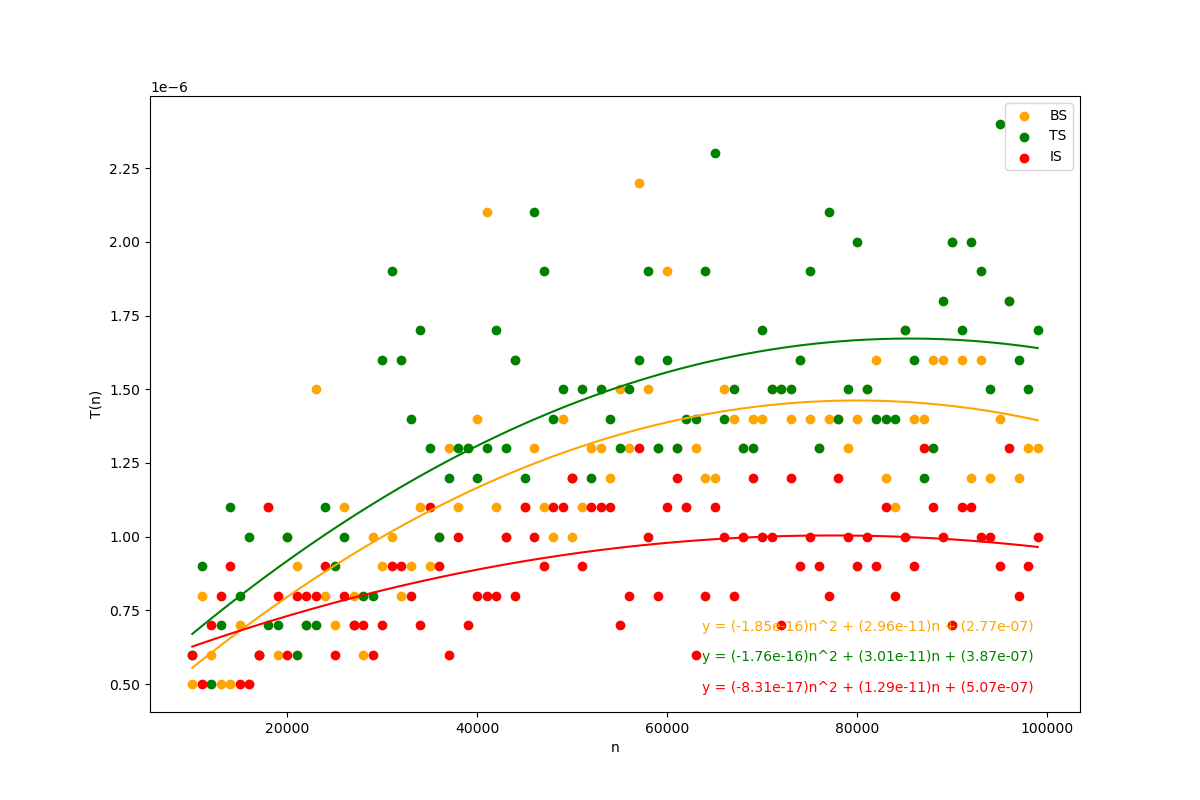 1e−6
BS
TS
IS
2.25
2.00
1.75
1.50
1.25
1.00
0.75
0.50
T(n)
y = (-1.85e-16)n^2 + (2.96e-11)n + (2.77e-07)
y = (-1.76e-16)n^2 + (3.01e-11)n + (3.87e-07)
y = (-8.31e-17)n^2 + (1.29e-11)n + (5.07e-07)
20000 40000 60000 80000 100000
n